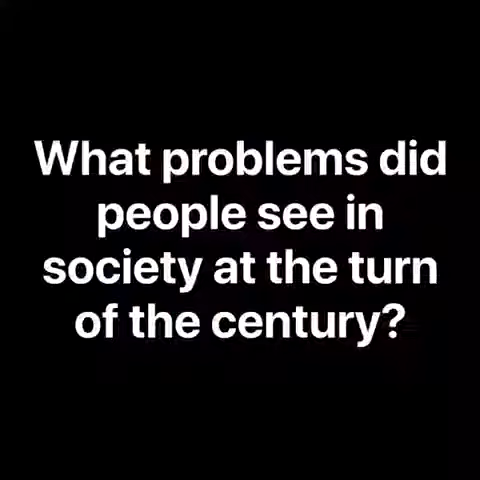 What problems did
people see in
society at the turn
of the century?